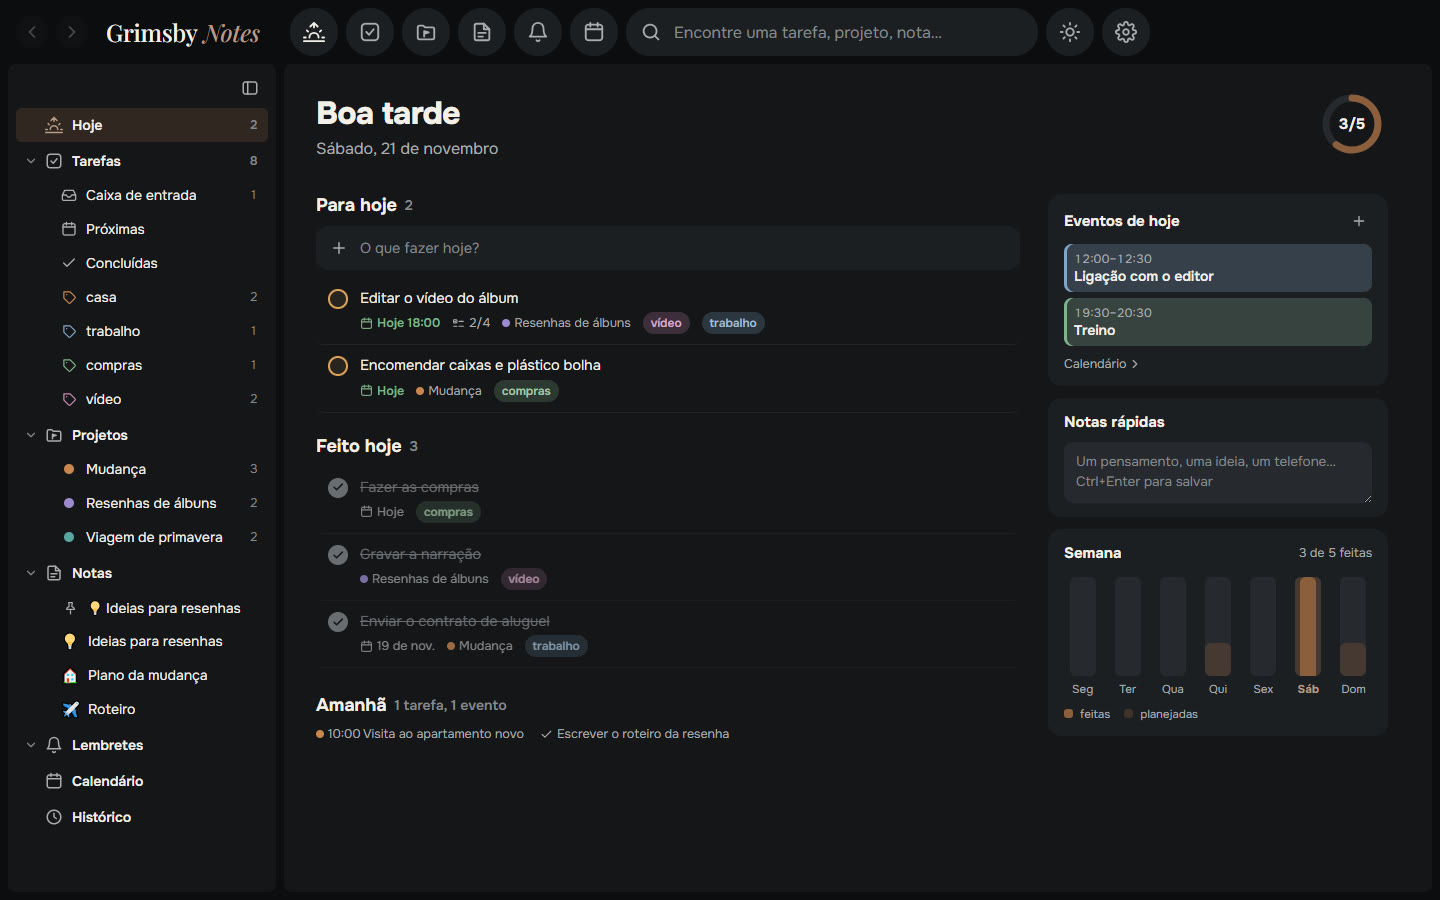 Grimsby Notes
Encontre uma tarefa, projeto, nota...
Hoje 2
Tarefas 8
Caixa de entrada 1
Próximas
Concluídas
casa 2
trabalho 1
compras 1
vídeo 2
Projetos
Mudança 3
Resenhas de álbuns 2
Viagem de primavera 2
Notas
Ideias para resenhas
Ideias para resenhas
Plano da mudança
Roteiro
Lembretes
Calendário
Histórico
Boa tarde
Sábado, 21 de novembro
3/5
Para hoje 2
O que fazer hoje?
Editar o vídeo do álbum
Hoje 18:00 2/4 Resenhas de álbuns vídeo trabalho
Encomendar caixas e plástico bolha
Hoje Mudança compras
Feito hoje 3
Fazer as compras
Hoje compras
Gravar a narração
Resenhas de álbuns vídeo
Enviar o contrato de aluguel
19 de nov. Mudança trabalho
Amanhã 1 tarefa, 1 evento
10:00 Visita ao apartamento novo Escrever o roteiro da resenha
Eventos de hoje
12:00–12:30
Ligação com o editor
19:30–20:30
Treino
Calendário
Notas rápidas
Um pensamento, uma ideia, um telefone...
Ctrl+Enter para salvar
Semana 3 de 5 feitas
Seg Ter Qua Qui Sex Sáb Dom
feitas planejadas